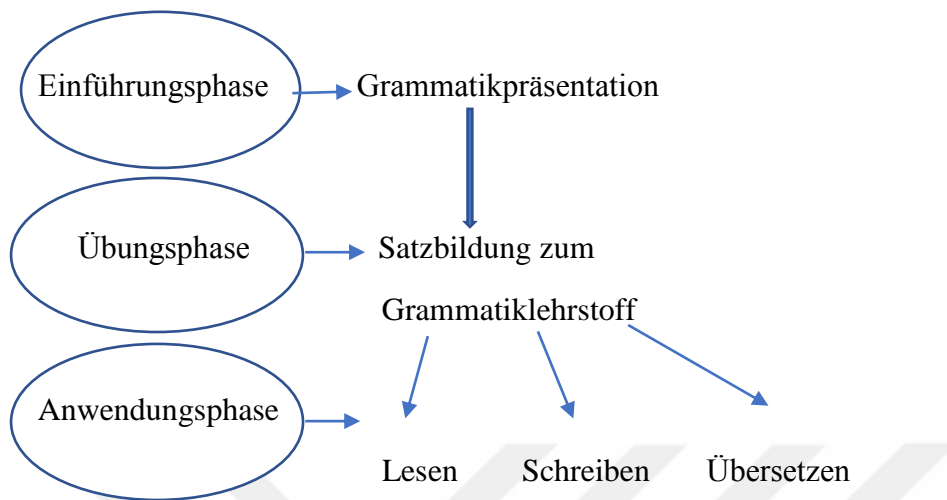 Einführungsphase Grammatikpräsentation
Übungsphase Satzbildung zum
Grammatiklehrstoff
Anwendungsphase
Lesen Schreiben Übersetzen